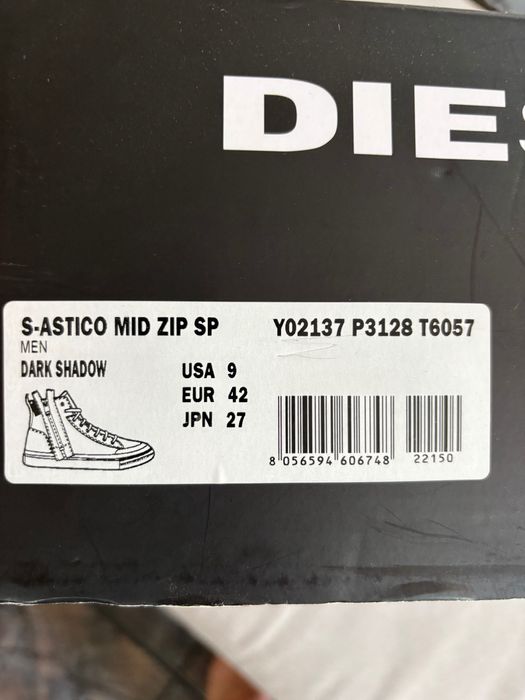 DIES
S-ASTICO MID ZIP SP Y02137 P3128 T6057
MEN
DARK SHADOW
USA 9
EUR 42
JPN 27
8 056594 606748 22150